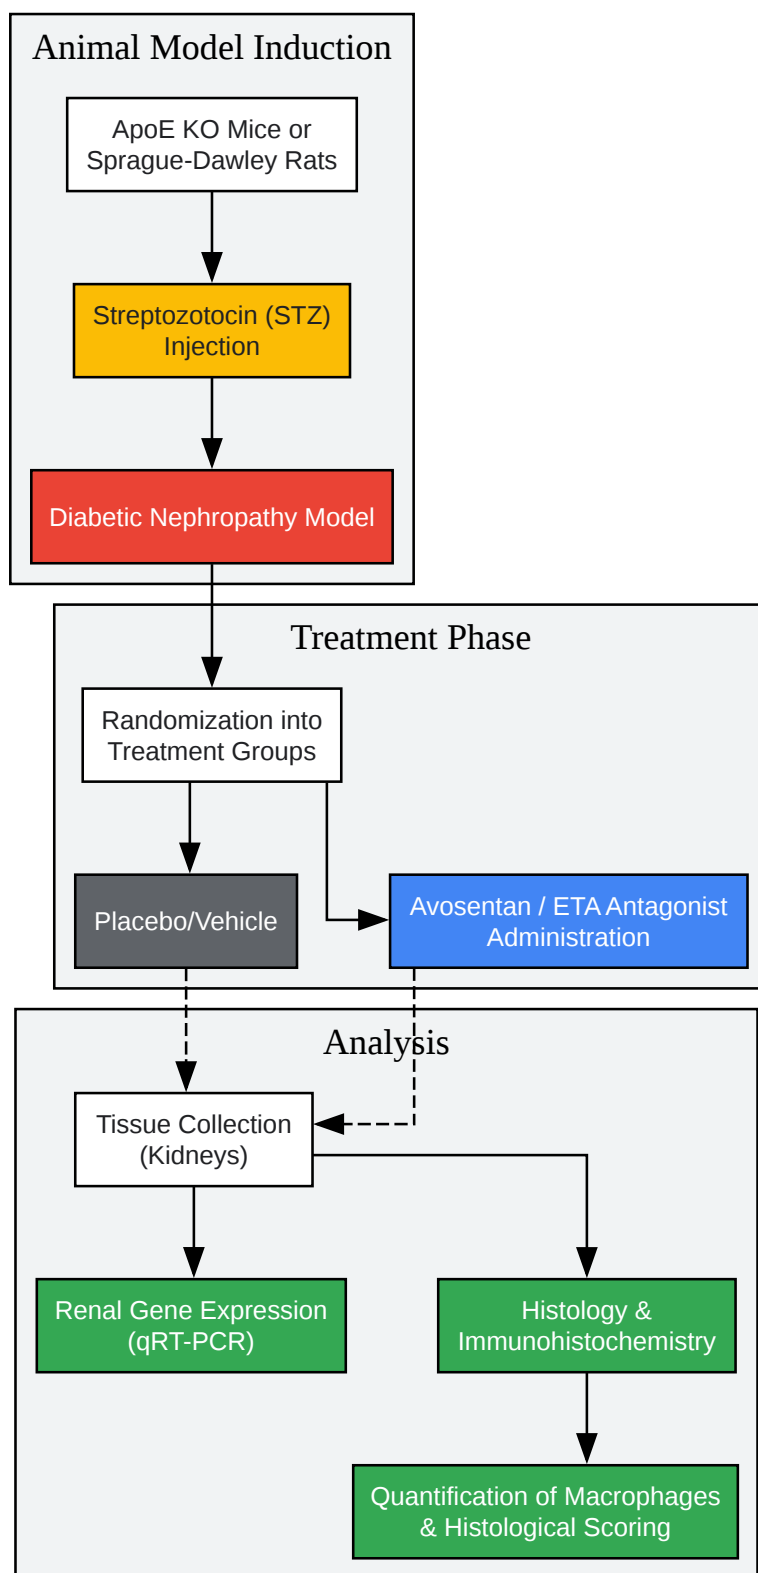 Animal Model Induction
ApoE KO Mice or
Sprague-Dawley Rats
Streptozotocin (STZ)
Injection
Diabetic Nephropathy Model
Treatment Phase
Randomization into
Treatment Groups
Placebo/Vehicle
Avosentan / ETA Antagonist
Administration
Analysis
Tissue Collection
(Kidneys)
Renal Gene Expression
(qRT-PCR)
Histology &
Immunohistochemistry
Quantification of Macrophages
& Histological Scoring